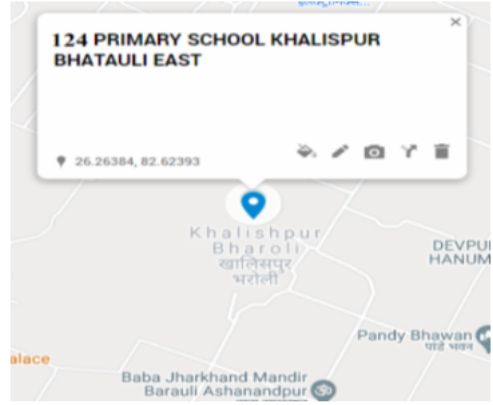 124 PRIMARY SCHOOL KHALISPUR
BHATAULI EAST
26.26384, 82.62393
Khalishpur
Bharoli
खालिसपुर
भरोली
DEVPU
HANUM
Pandy Bhawan
पांडे भवन
alace
Baba Jharkhand Mandir
Barauli Ashanandpur